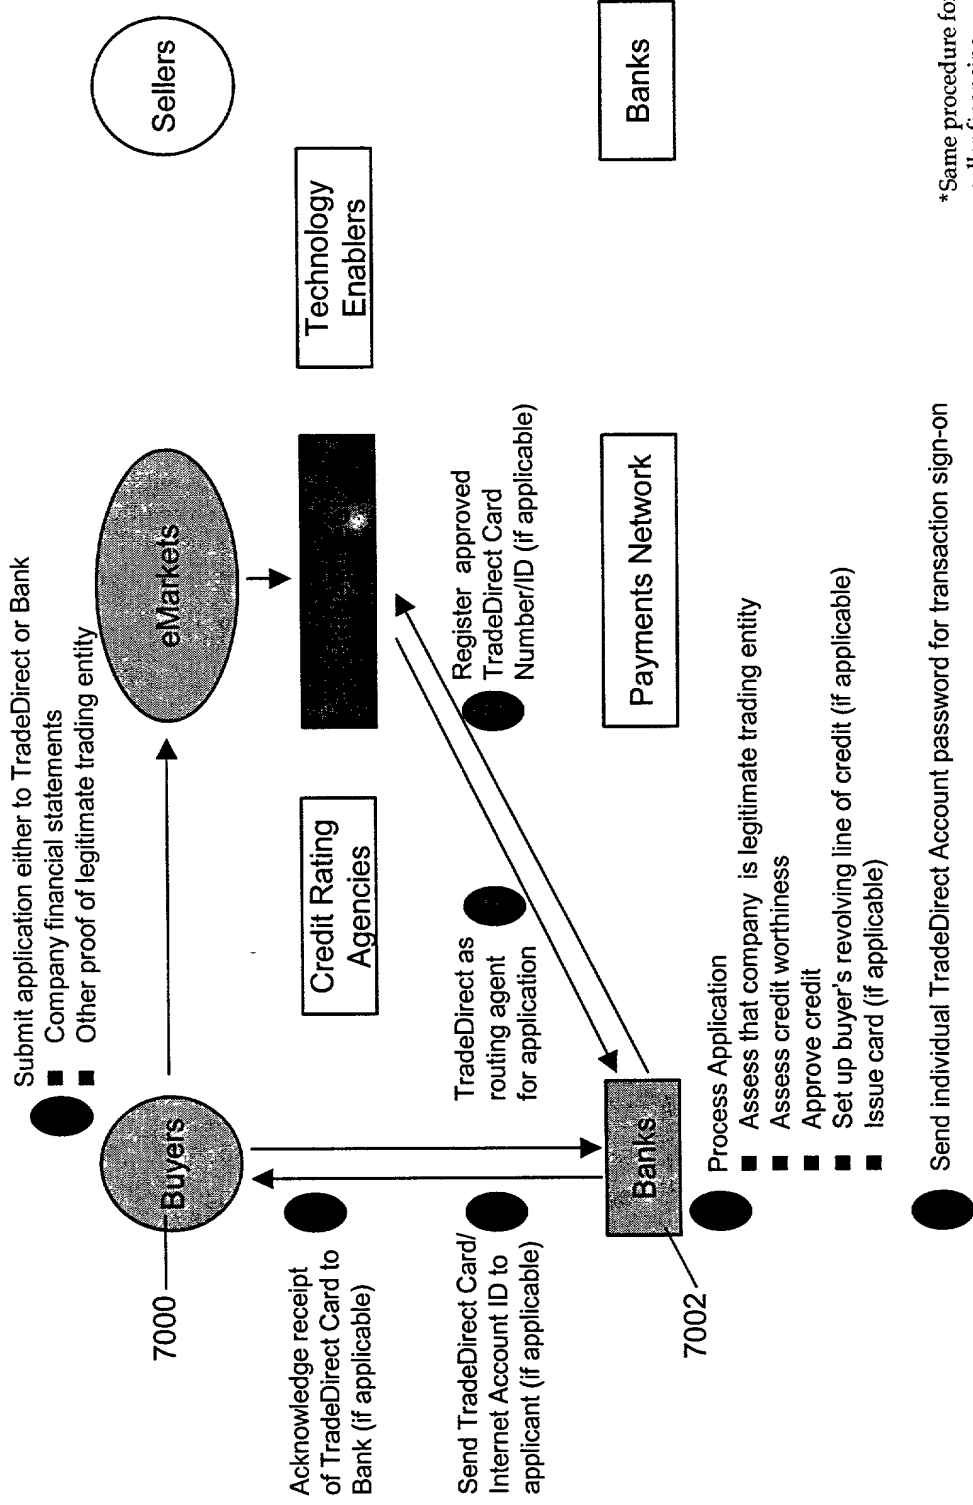 Submit application either to TradeDirect or Bank
Company financial statements
Other proof of legitimate trading entity
7000
Buyers
eMarkets
Sellers
Acknowledge receipt
of TradeDirect Card to
Bank (if applicable)
Credit Rating
Agencies
Technology
Enablers
Send TradeDirect Card/
Internet Account ID to
applicant (if applicable)
TradeDirect as
routing agent
for application
Register approved
TradeDirect Card
Number/ID (if applicable)
7002
Banks
Payments Network
Banks
Process Application
Assess that company is legitimate trading entity
Assess credit worthiness
Approve credit
Set up buyer's revolving line of credit (if applicable)
Issue card (if applicable)
Send individual TradeDirect Account password for transaction sign-on
*Same procedure for